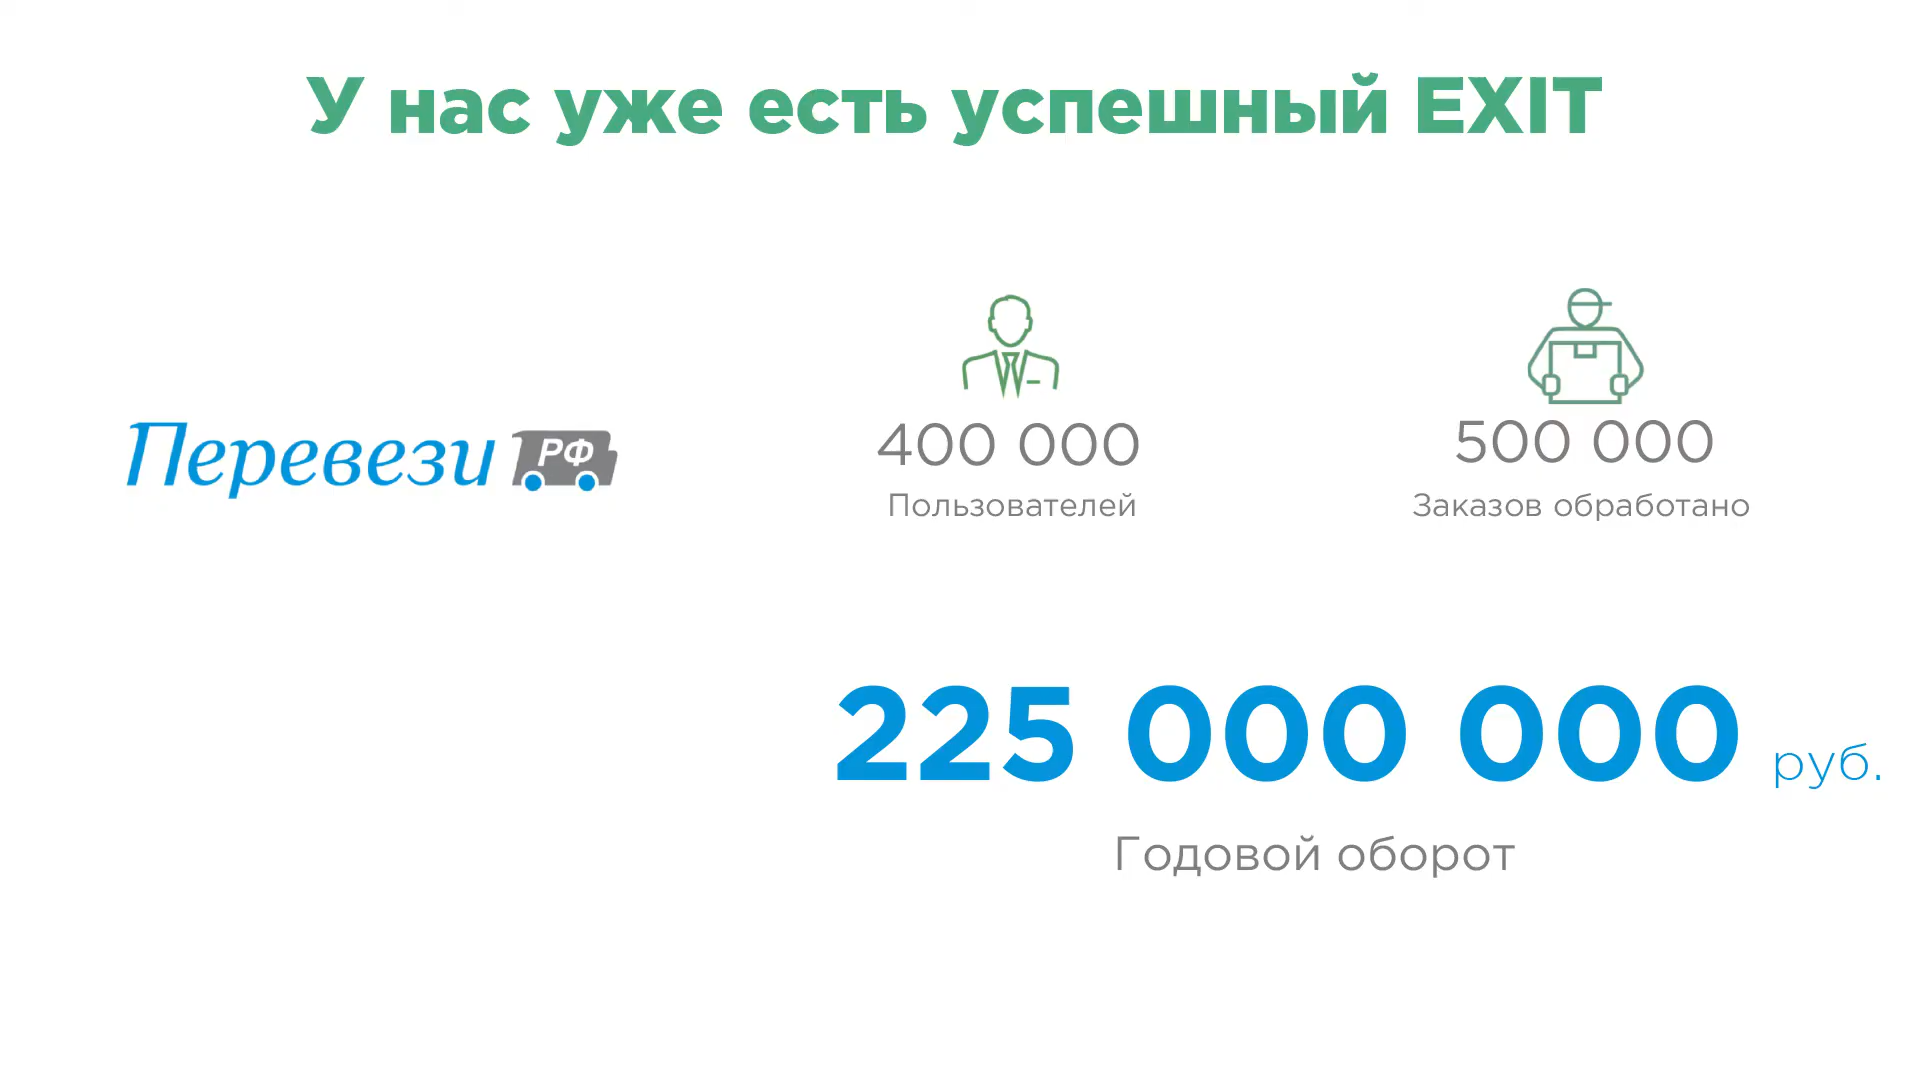 У нас уже есть успешный EXIT
Перевези РФ
400 000
Пользователей
500 000
Заказов обработано
225 000 000 руб.
Годовой оборот